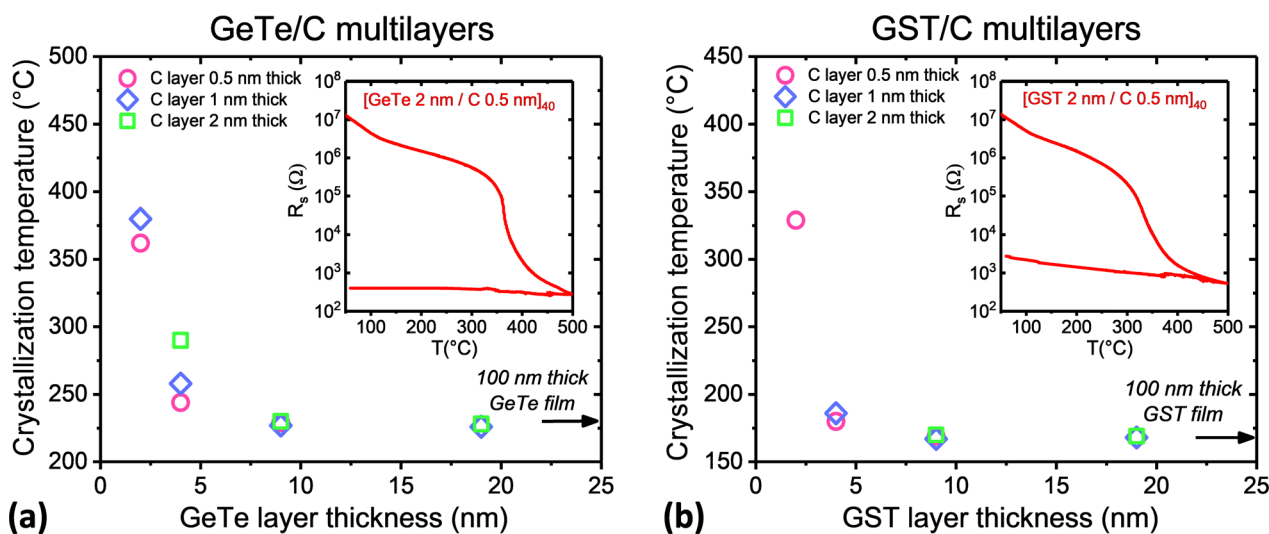 GeTe/C multilayers
500
450
400
350
300
250
200
Crystallization temperature (°C)
C layer 0.5 nm thick
C layer 1 nm thick
C layer 2 nm thick
[GeTe 2 nm / C 0.5 nm]40
10^8
10^7
10^6
10^5
10^4
10^3
10^2
Rs (Ω)
100 200 300 400 500
T(°C)
100 nm thick
GeTe film
0 5 10 15 20 25
GeTe layer thickness (nm)
(a)
GST/C multilayers
450
400
350
300
250
200
150
Crystallization temperature (°C)
C layer 0.5 nm thick
C layer 1 nm thick
C layer 2 nm thick
[GST 2 nm / C 0.5 nm]40
10^8
10^7
10^6
10^5
10^4
10^3
10^2
Rs (Ω)
100 200 300 400 500
T(°C)
100 nm thick
GST film
0 5 10 15 20 25
GST layer thickness (nm)
(b)